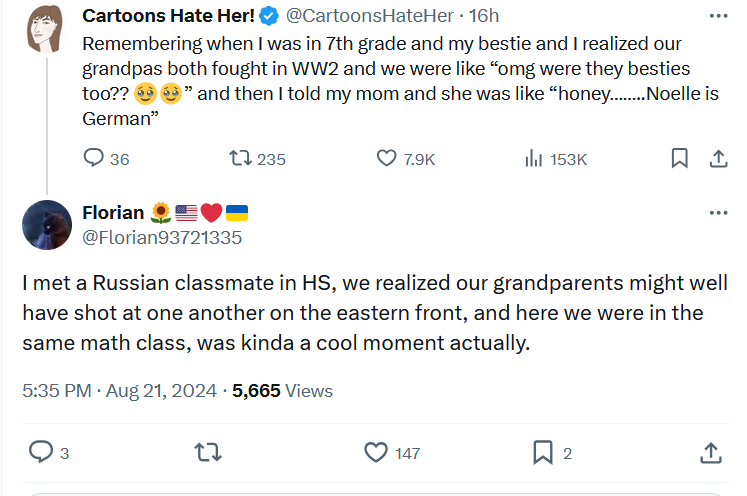 Cartoons Hate Her! @CartoonsHateHer · 16h
Remembering when I was in 7th grade and my bestie and I realized our
grandpas both fought in WW2 and we were like “omg were they besties
too?? 🥹🥹” and then I told my mom and she was like “honey........Noelle is
German”
36 235 7.9K 153K
Florian 🌻🇺🇸❤️🇺🇦
@Florian93721335
I met a Russian classmate in HS, we realized our grandparents might well
have shot at one another on the eastern front, and here we were in the
same math class, was kinda a cool moment actually.
5:35 PM · Aug 21, 2024 · 5,665 Views
3 147 2